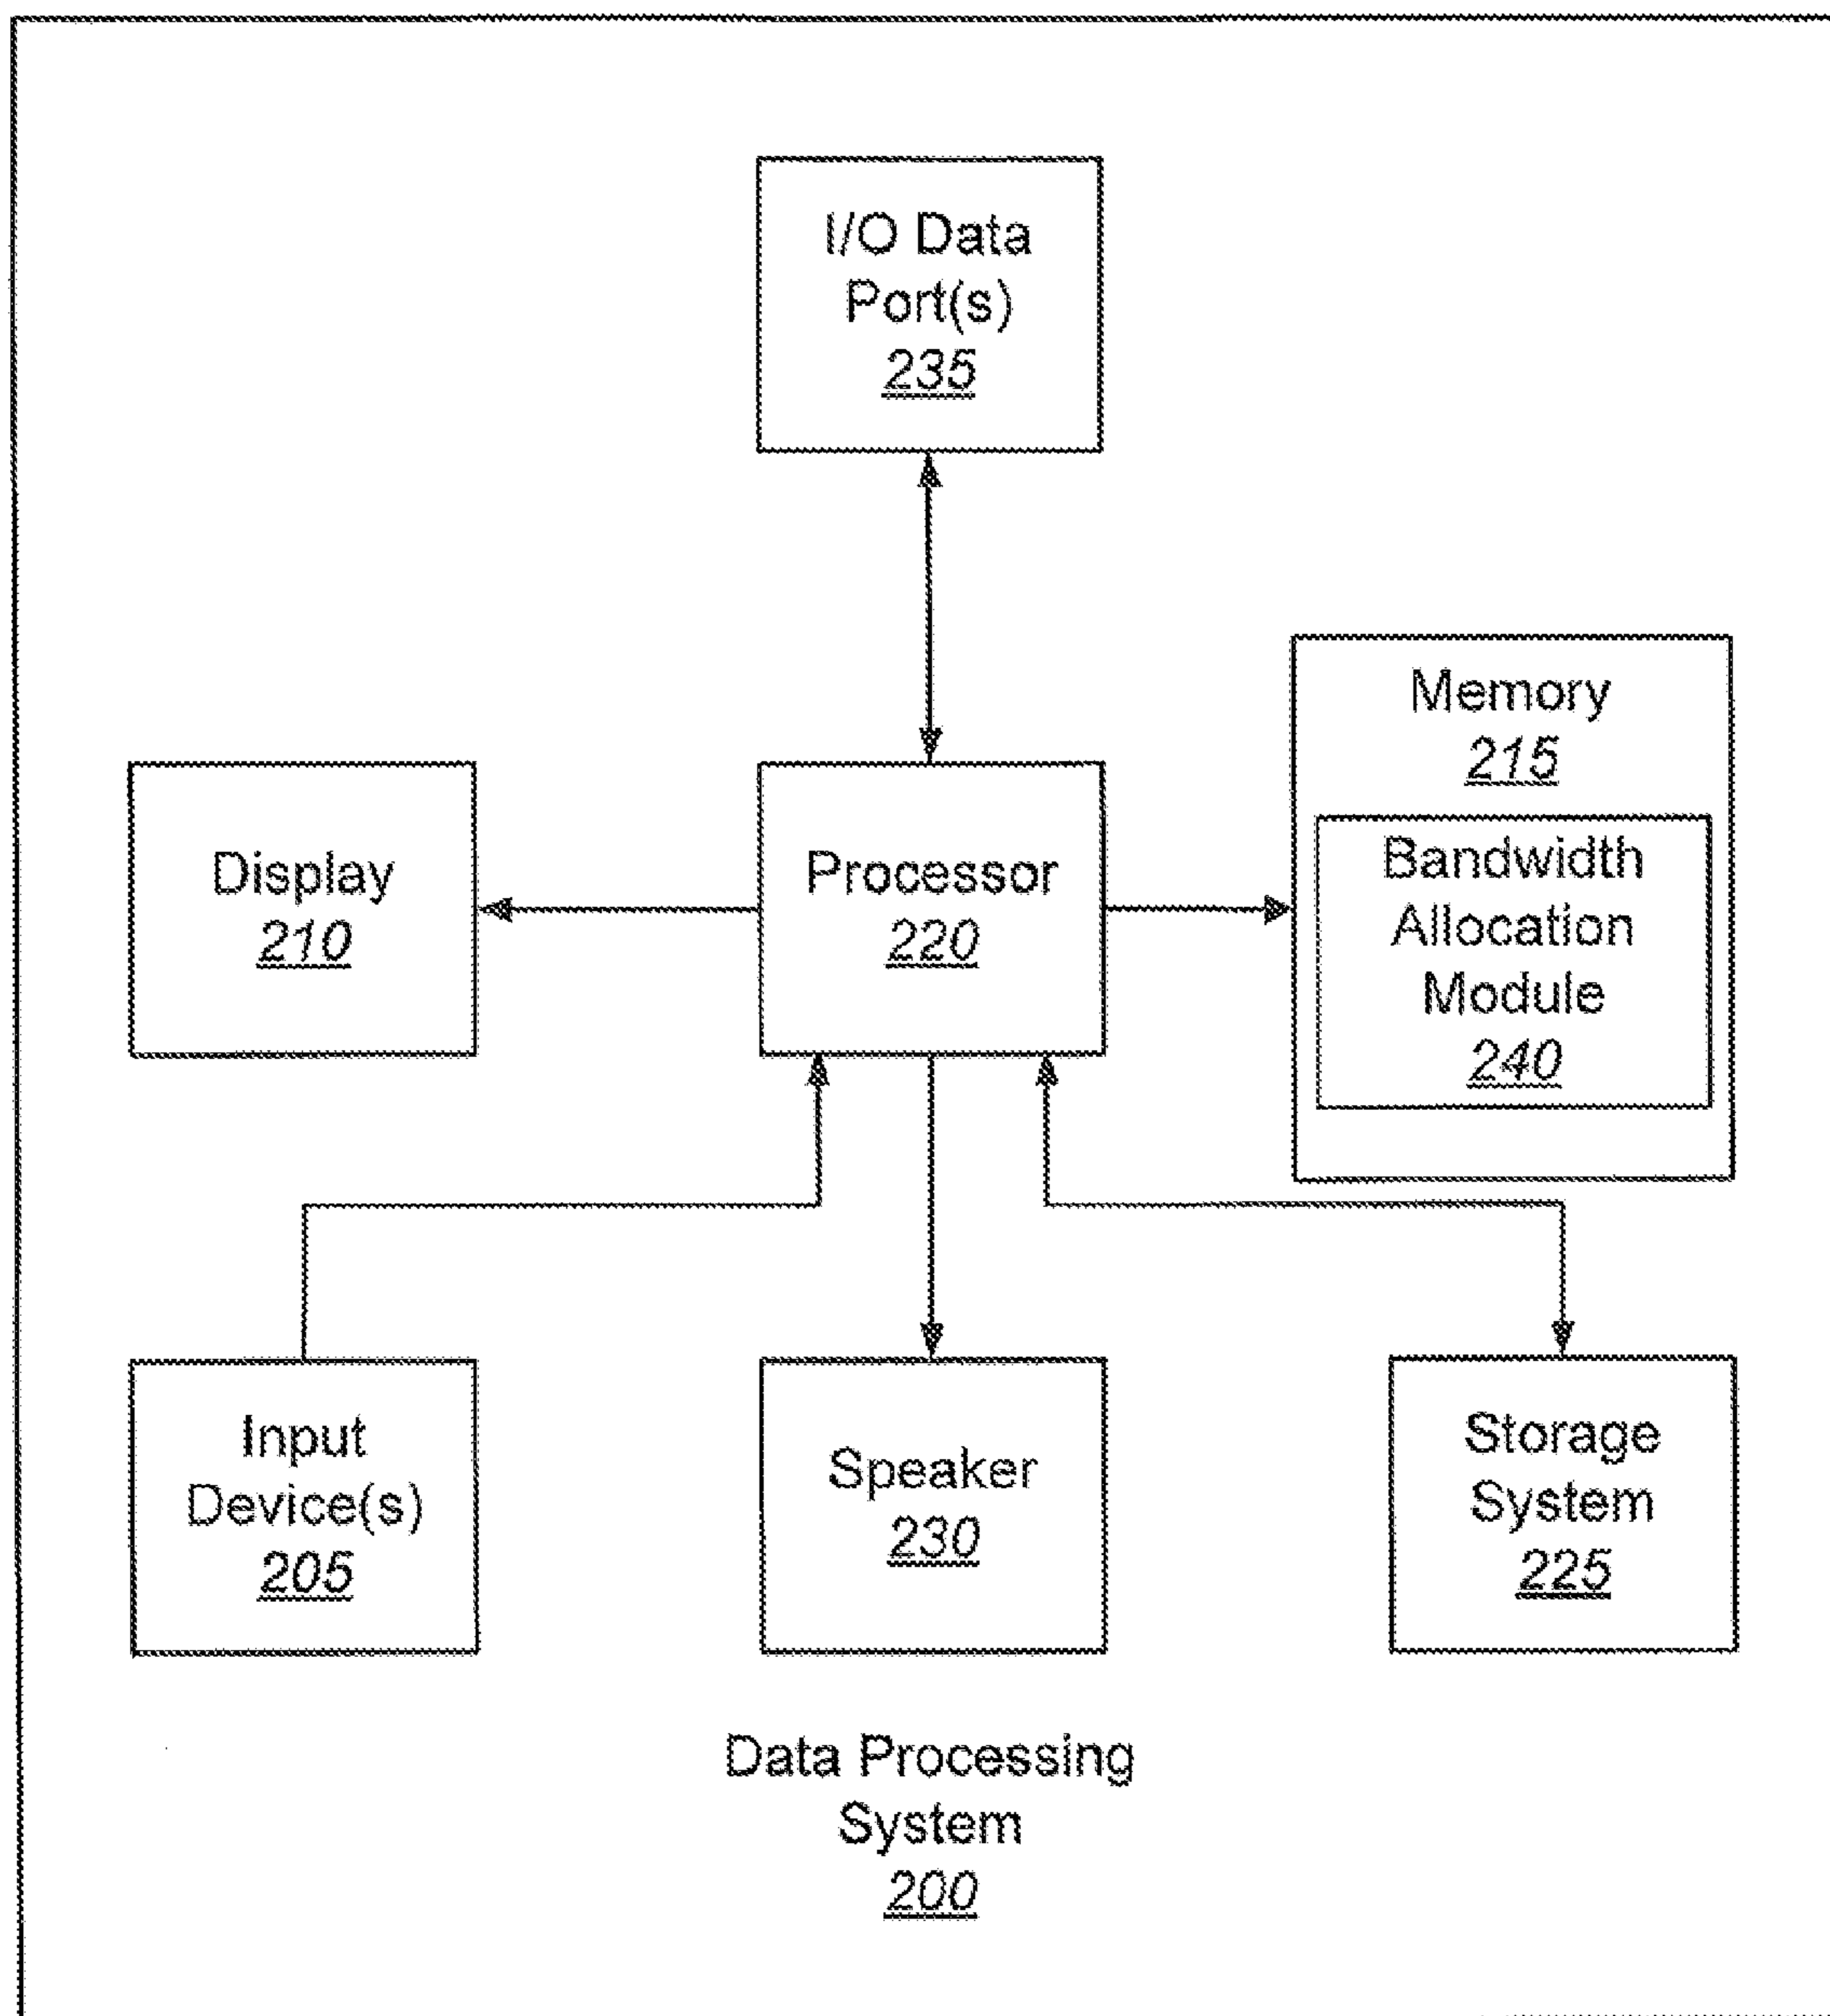 I/O Data
Port(s)
235
Memory
215
Bandwidth
Allocation
Module
240
Display
210
Processor
220
Input
Device(s)
205
Speaker
230
Storage
System
225
Data Processing
System
200